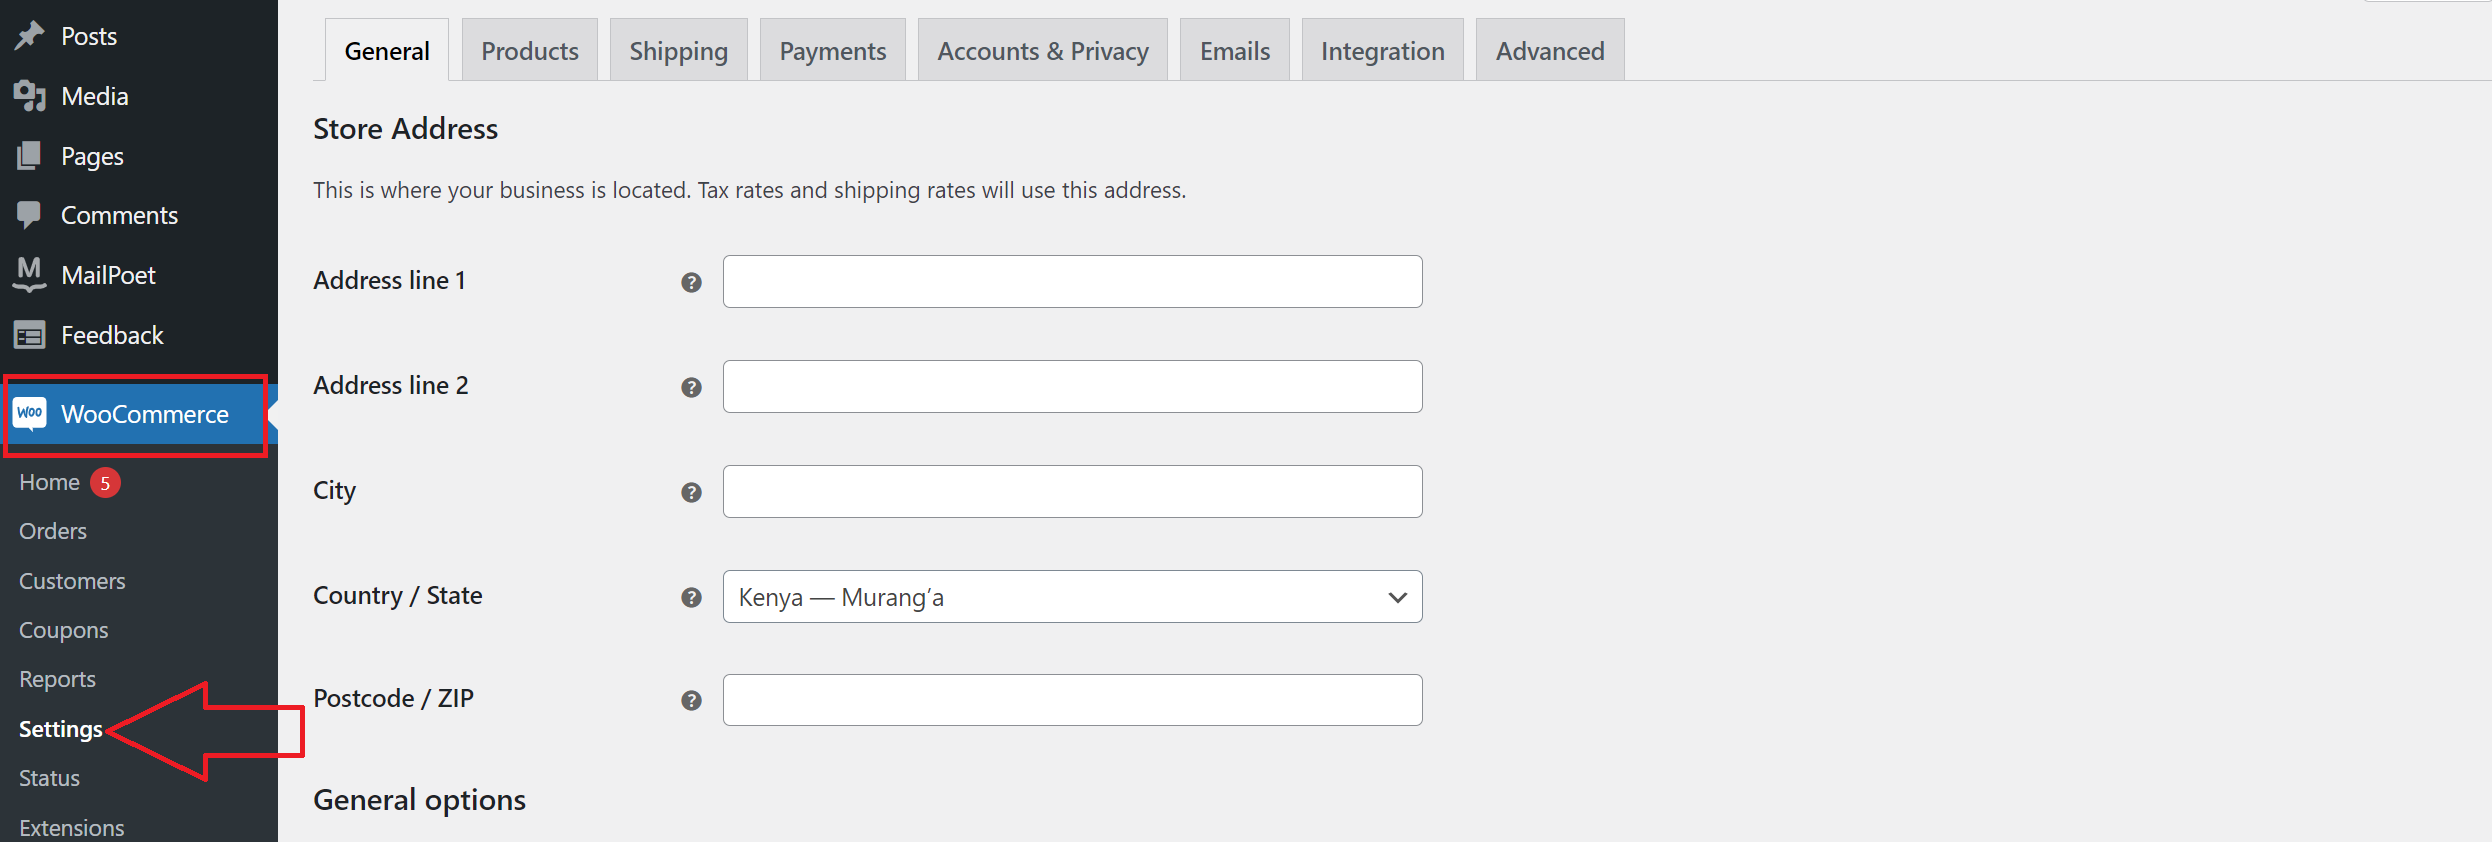 Posts
Media
Pages
Comments
MailPoet
Feedback
woo WooCommerce
Home 5
Orders
Customers
Coupons
Reports
Settings
Status
Extensions
General Products Shipping Payments Accounts & Privacy Emails Integration Advanced
Store Address
This is where your business is located. Tax rates and shipping rates will use this address.
Address line 1 ?
Address line 2 ?
City ?
Country / State ? Kenya — Murang’a
Postcode / ZIP ?
General options